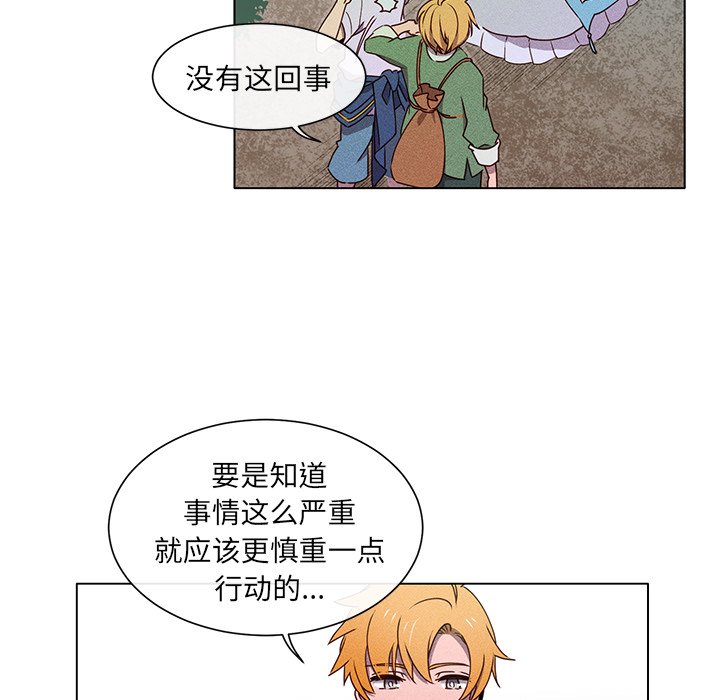 没有这回事
要是知道
事情这么严重
就应该更慎重一点
行动的...